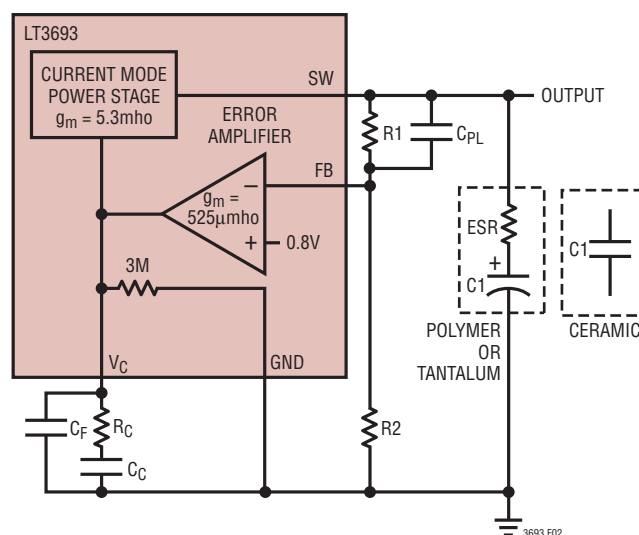 LT3693
CURRENT MODE
POWER STAGE
gm = 5.3mho
SW
OUTPUT
ERROR
AMPLIFIER
R1
CPL
FB
gm =
525µmho
–
+
0.8V
ESR
+
C1
C1
3M
POLYMER
OR
TANTALUM
CERAMIC
VC
GND
CF
RC
CC
R2
3693 F02